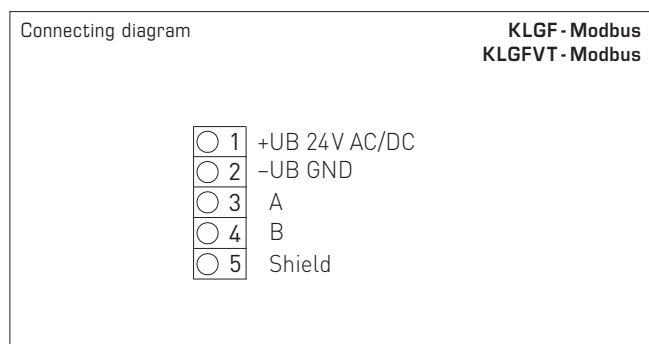 Connecting diagram
KLGF - Modbus
KLGFVT - Modbus
1 +UB 24V AC/DC
2 –UB GND
3 A
4 B
5 Shield